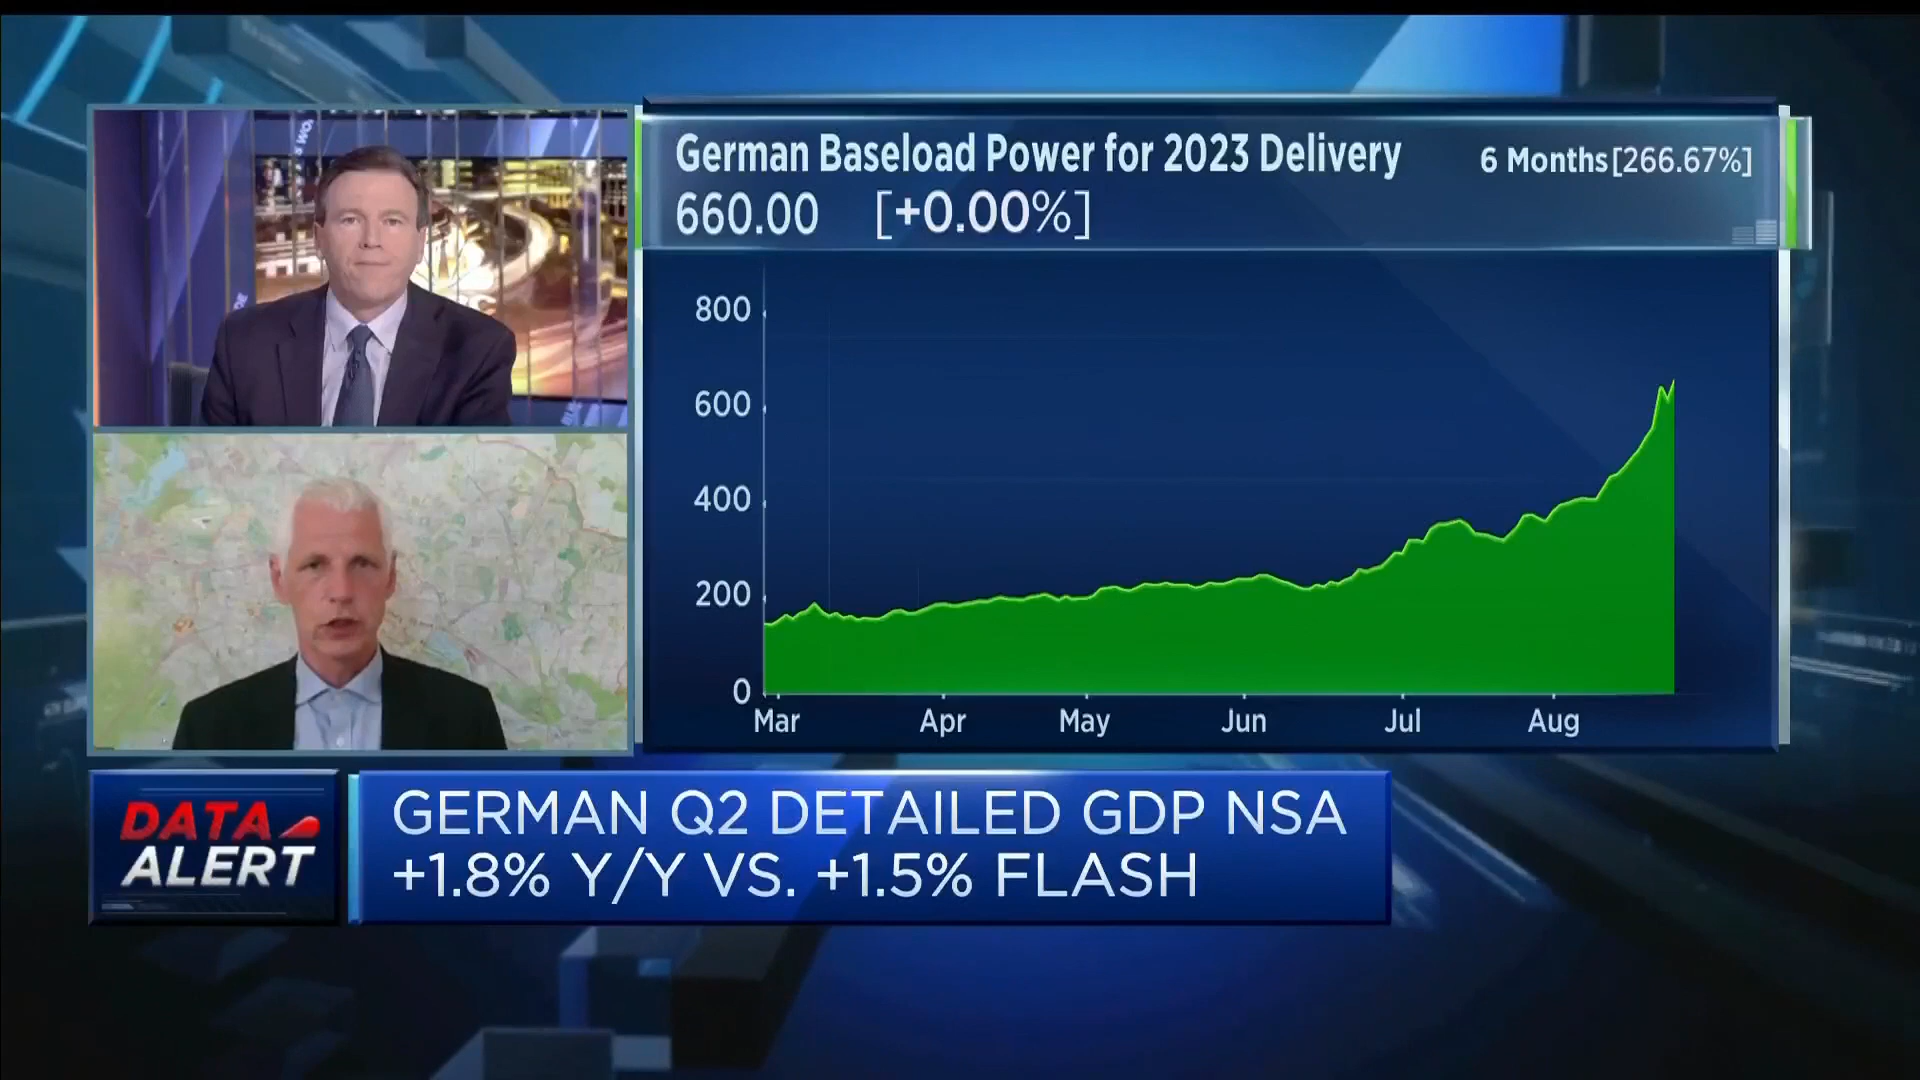 German Baseload Power for 2023 Delivery
6 Months[266.67%]
660.00 [+0.00%]
800
600
400
200
0
Mar Apr May Jun Jul Aug
DATA
ALERT
GERMAN Q2 DETAILED GDP NSA
+1.8% Y/Y VS. +1.5% FLASH